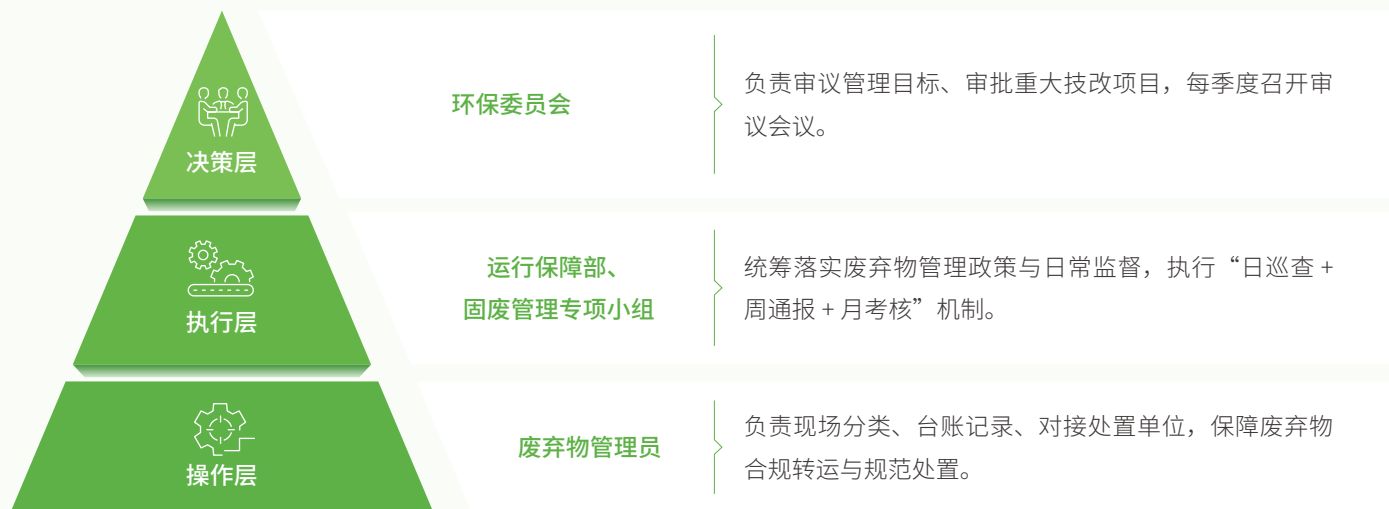 决策层
环保委员会
负责审议管理目标、审批重大技改项目，每季度召开审
议会议。
执行层
运行保障部、
固废管理专项小组
统筹落实废弃物管理政策与日常监督，执行“日巡查 +
周通报 + 月考核”机制。
操作层
废弃物管理员
负责现场分类、台账记录、对接处置单位，保障废弃物
合规转运与规范处置。